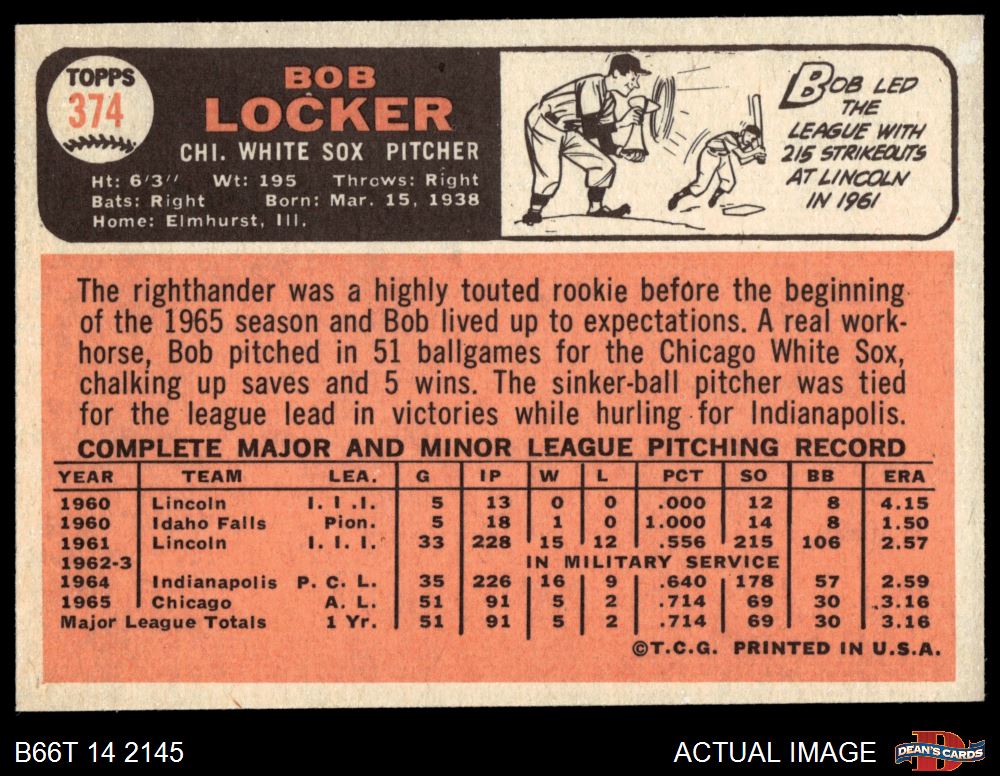 TOPPS
374
BOB
LOCKER
CHI. WHITE SOX PITCHER
Ht: 6'3'' Wt: 195 Throws: Right
Bats: Right Born: Mar. 15, 1938
Home: Elmhurst, Ill.
BOB LED
THE
LEAGUE WITH
215 STRIKEOUTS
AT LINCOLN
IN 1961
The righthander was a highly touted rookie before the beginning
of the 1965 season and Bob lived up to expectations. A real work-
horse, Bob pitched in 51 ballgames for the Chicago White Sox,
chalking up saves and 5 wins. The sinker-ball pitcher was tied
for the league lead in victories while hurling for Indianapolis.
COMPLETE MAJOR AND MINOR LEAGUE PITCHING RECORD
YEAR TEAM LEA. G IP W L PCT SO BB ERA
1960 Lincoln I. I .I. 5 13 0 0 .000 12 8 4.15
1960 Idaho Falls Pion. 5 18 1 0 1.000 14 8 1.50
1961 Lincoln I. I. I. 33 228 15 12 .556 215 106 2.57
1962-3 IN MILITARY SERVICE
1964 Indianapolis P. C. L. 35 226 16 9 .640 178 57 2.59
1965 Chicago A. L. 51 91 5 2 .714 69 30 3.16
Major League Totals 1 Yr. 51 91 5 2 .714 69 30 3.16
©T.C.G. PRINTED IN U.S.A.
B66T 14 2145
ACTUAL IMAGE
DEAN'S CARDS